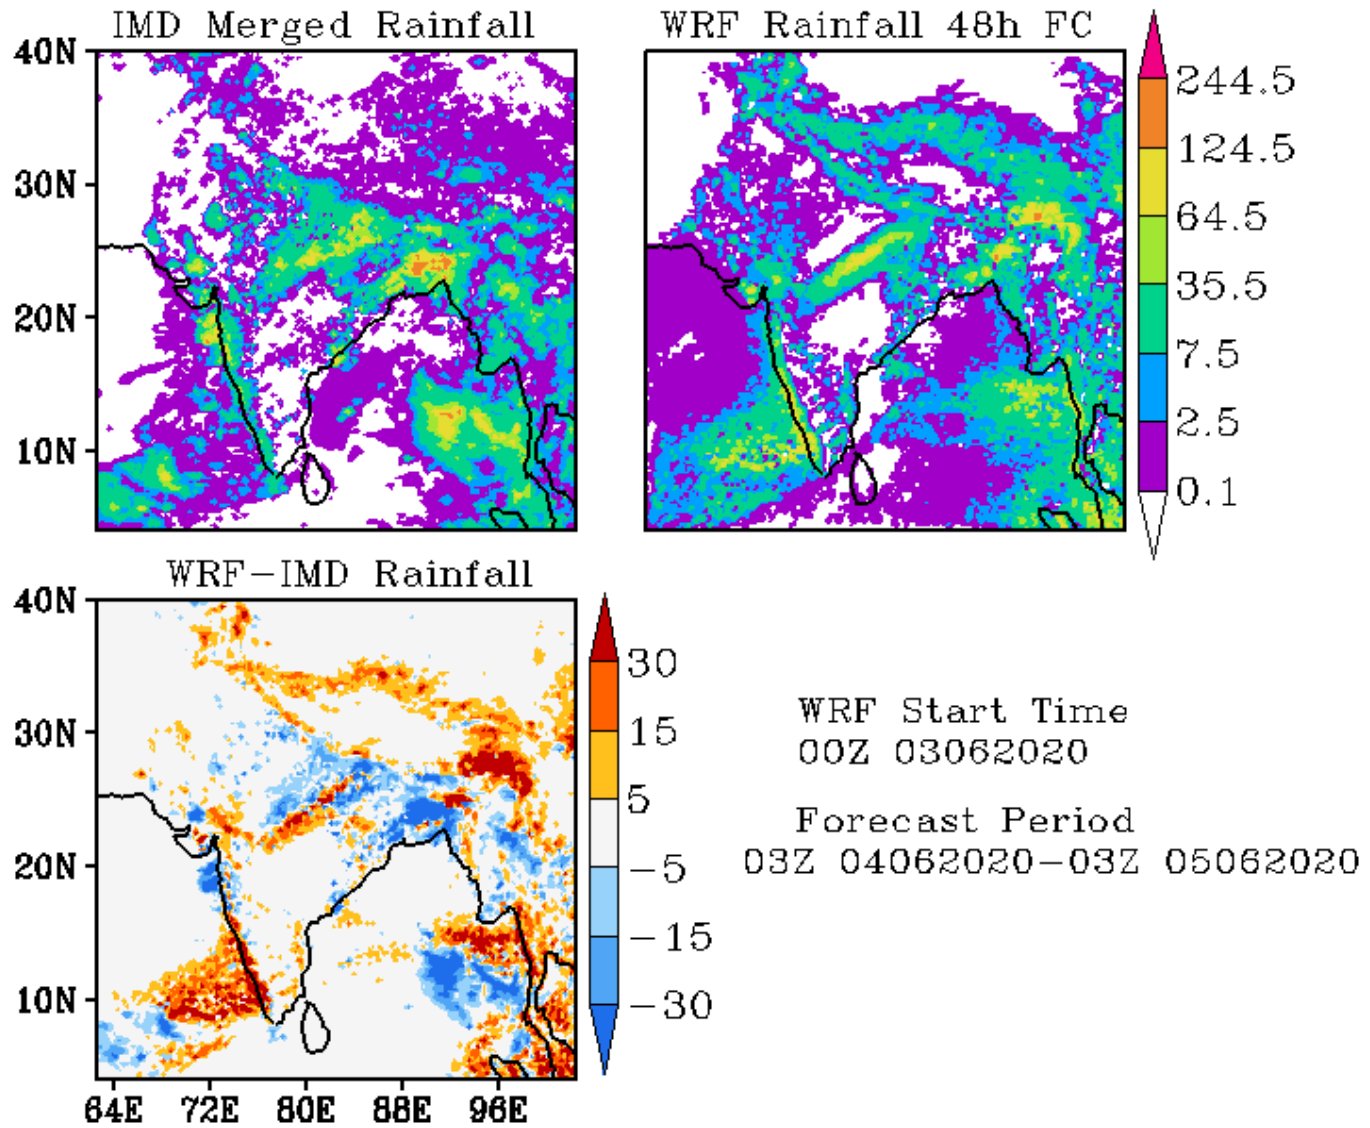 IMD Merged Rainfall
WRF Rainfall 48h FC
40N
30N
20N
10N
244.5
124.5
64.5
35.5
7.5
2.5
0.1
WRF-IMD Rainfall
40N
30N
20N
10N
64E 72E 80E 88E 96E
30
15
5
-5
-15
-30
WRF Start Time
00Z 03062020
Forecast Period
03Z 04062020-03Z 05062020